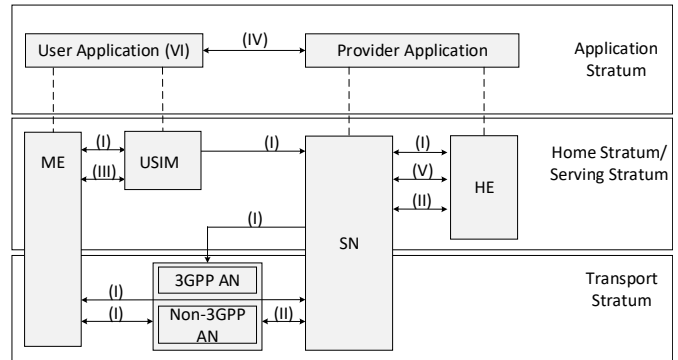 User Application (VI)
(IV)
Provider Application
Application
Stratum
ME
(I)
(III)
USIM
(I)
(I)
(V)
(II)
HE
Home Stratum/
Serving Stratum
(I)
SN
3GPP AN
(I)
(I)
Non-3GPP
AN
(II)
Transport
Stratum